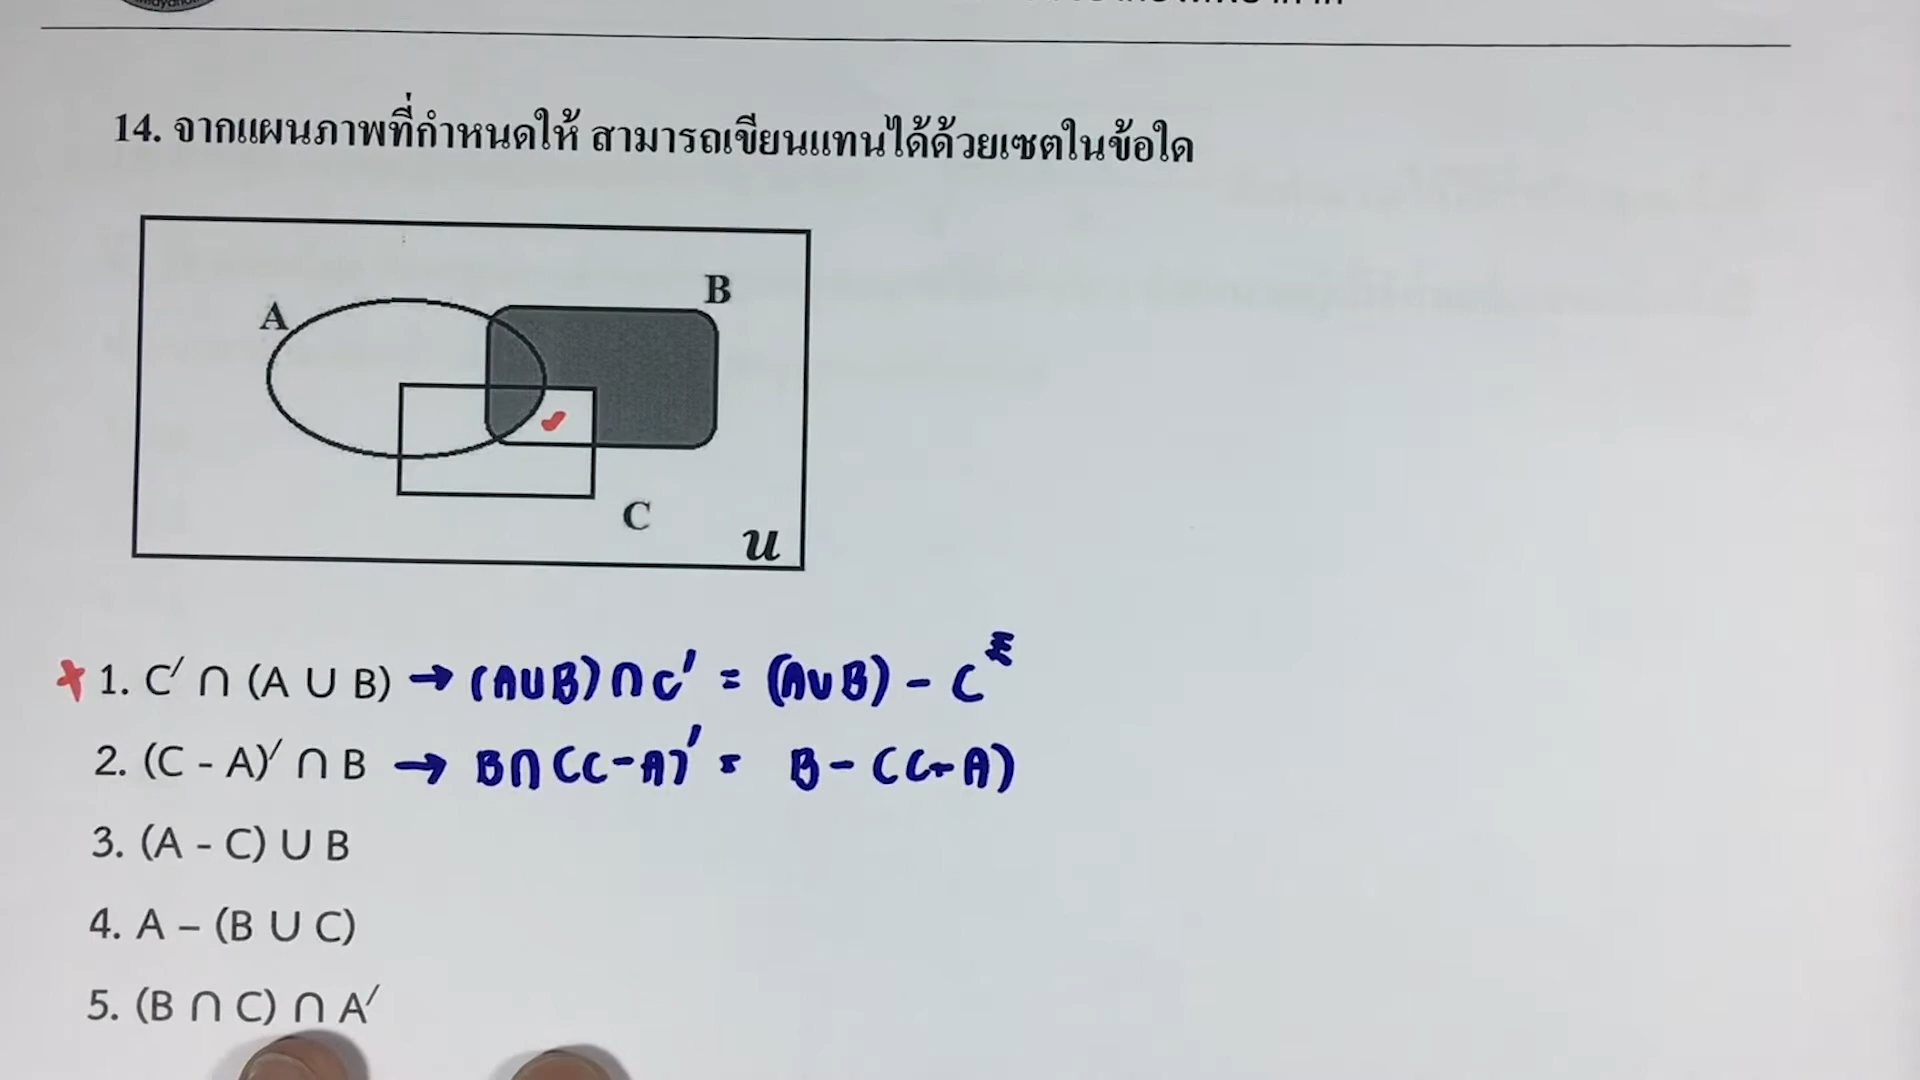 14. จากแผนภาพที่กำหนดให้ สามารถเขียนแทนได้ด้วยเซตในข้อใด
B
A
C
u
1. C′ ∩ (A ∪ B) → (A∪B)∩C′ = (A∪B) - C
2. (C - A)′ ∩ B → B∩(C-A)′ = B-(C-A)
3. (A - C) ∪ B
4. A – (B ∪ C)
5. (B ∩ C) ∩ A′